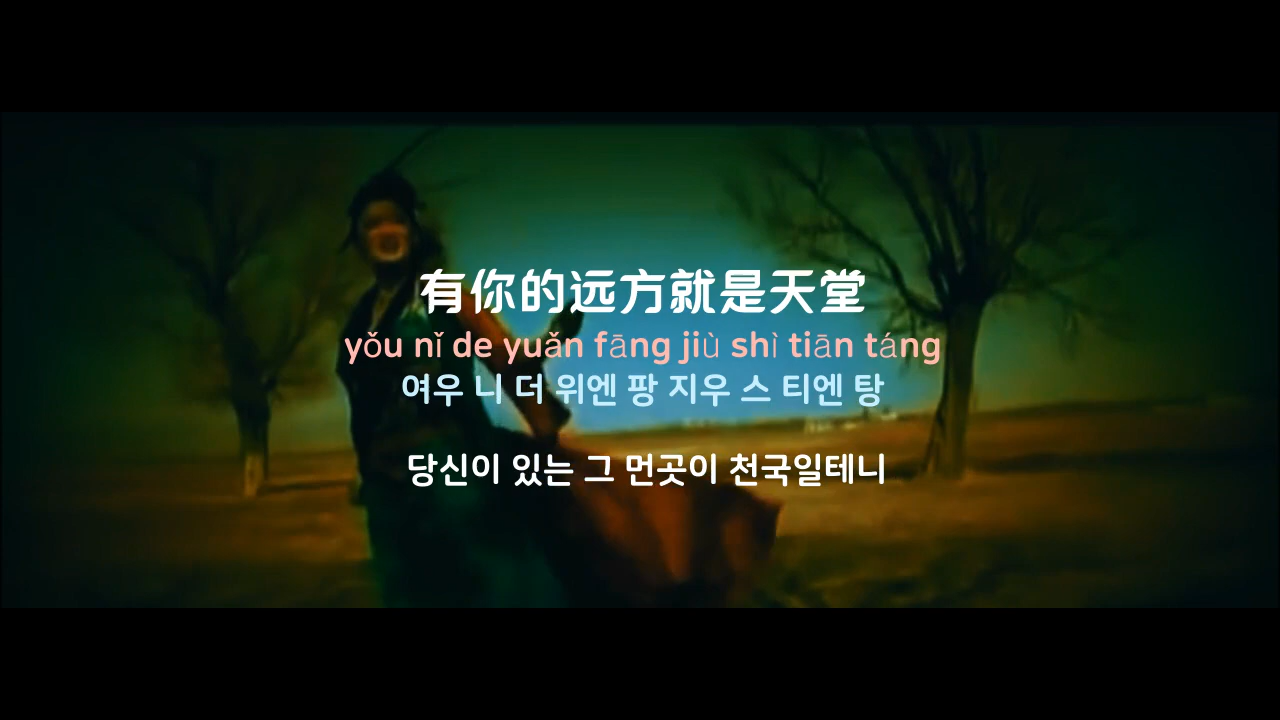 有你的远方就是天堂
yǒu nǐ de yuǎn fāng jiù shì tiān táng
여우 니 더 위엔 팡 지우 스 티엔 탕
당신이 있는 그 먼곳이 천국일테니